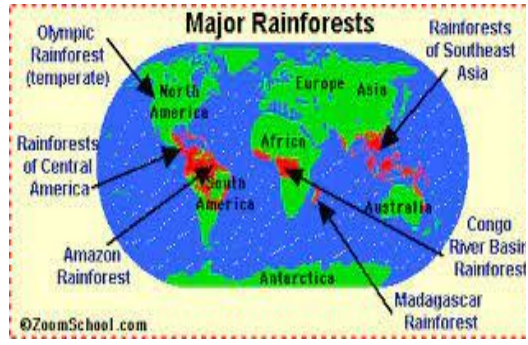 Major Rainforests
Olympic
Rainforest
(temperate)
Rainforests
of Southeast
Asia
North
America
Europe
Asia
Rainforests
of Central
America
Africa
South
America
Australia
Amazon
Rainforest
Congo
River Basin
Rainforest
Antarctica
Madagascar
Rainforest
©ZoomSchool.com